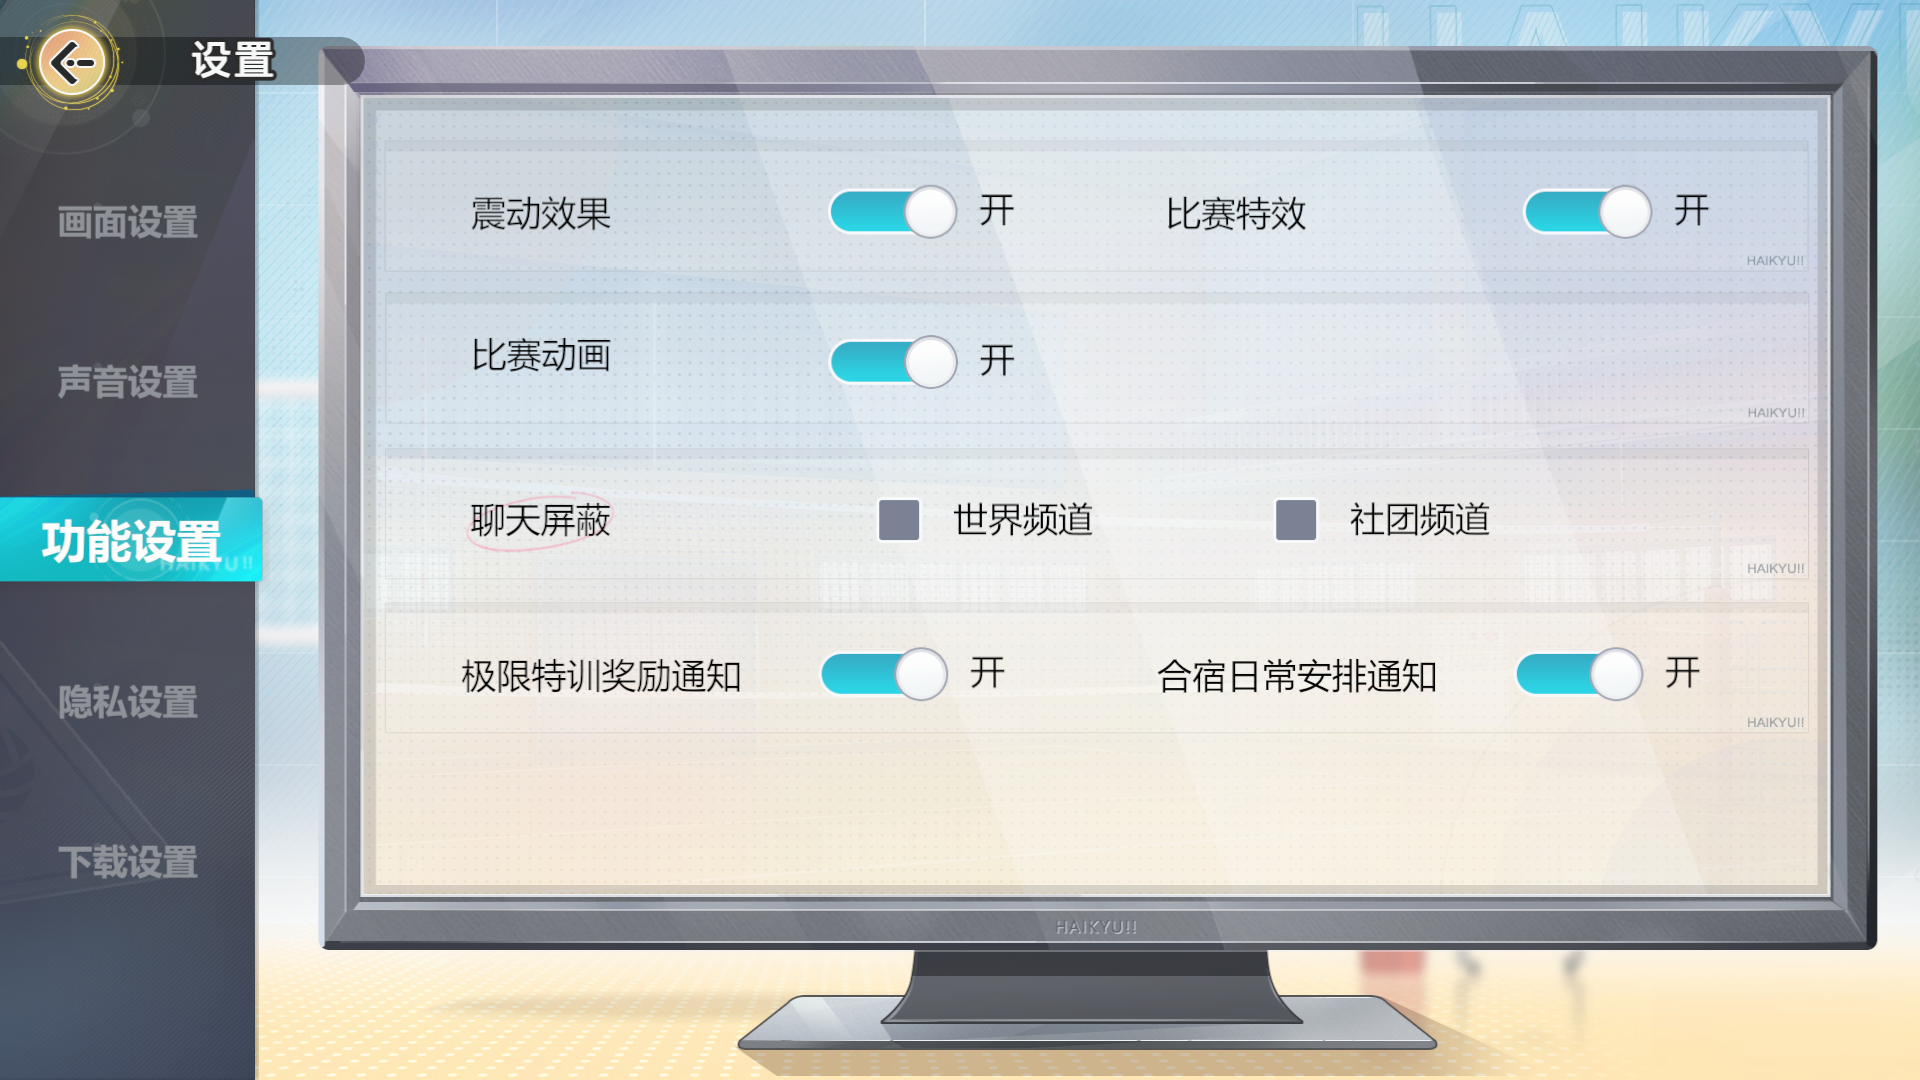 HAIKYU
设置
画面设置
声音设置
功能设置
HAIKYU!!
隐私设置
下载设置
震动效果 开 比赛特效 开
HAIKYU!!
比赛动画 开
HAIKYU!!
聊天屏蔽 世界频道 社团频道
HAIKYU!!
极限特训奖励通知 开 合宿日常安排通知 开
HAIKYU!!
HAIKYU!!